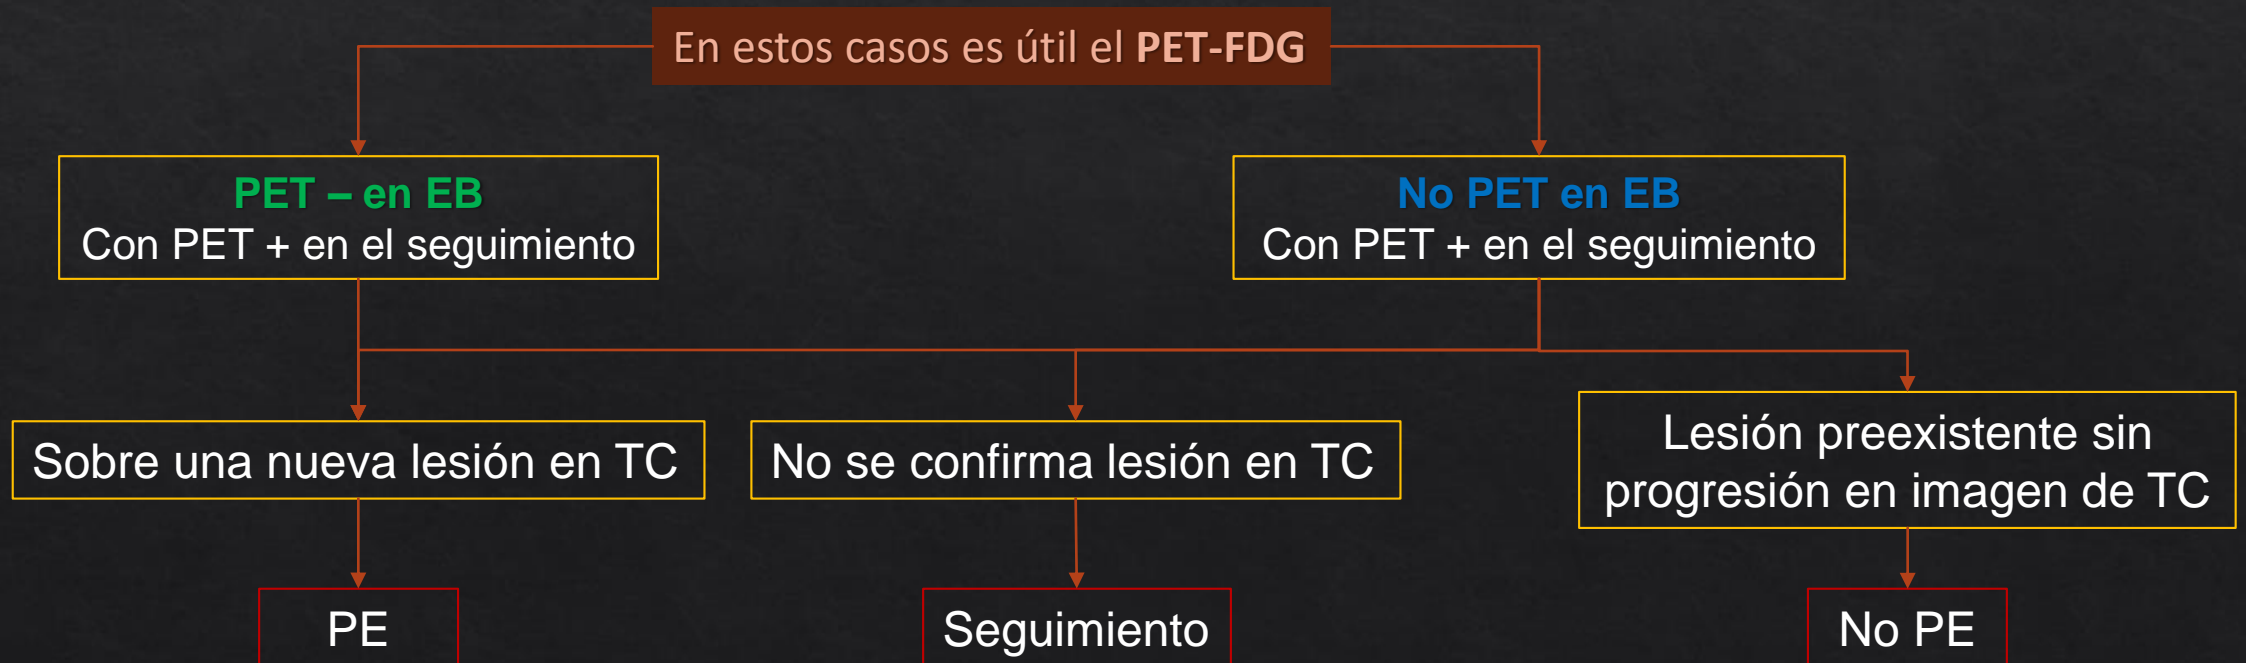 En estos casos es útil el PET-FDG
PET – en EB
Con PET + en el seguimiento
No PET en EB
Con PET + en el seguimiento
Sobre una nueva lesión en TC
No se confirma lesión en TC
Lesión preexistente sin
progresión en imagen de TC
PE
Seguimiento
No PE